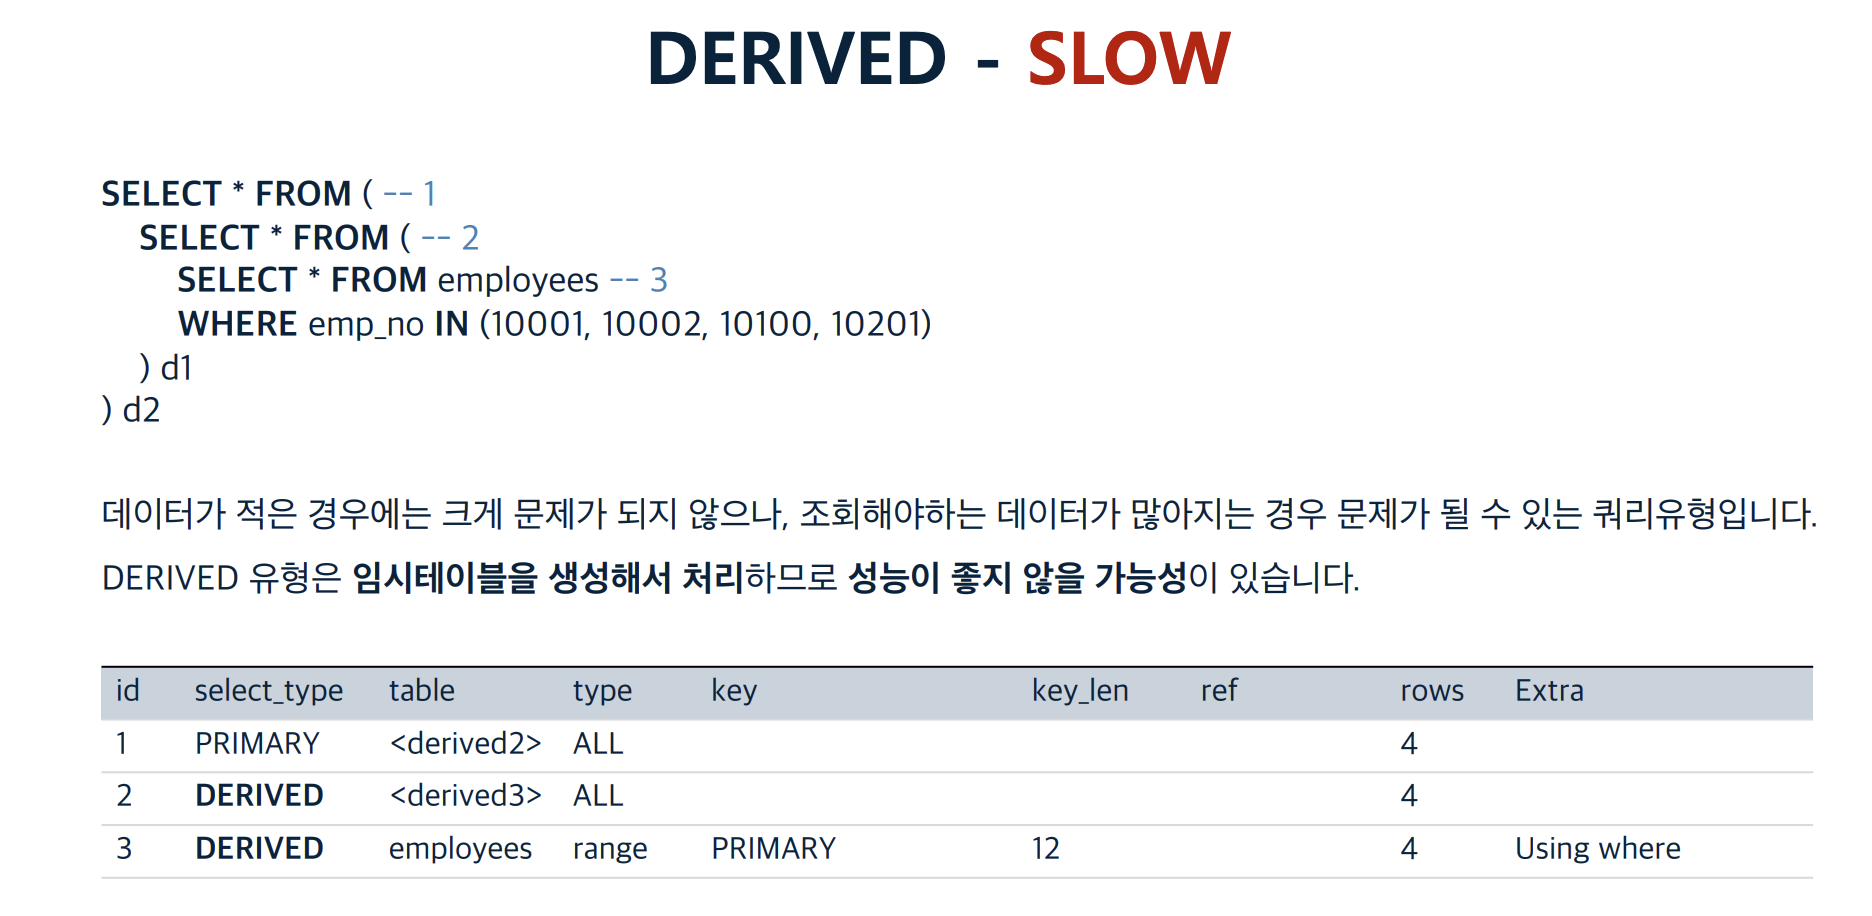 DERIVED - SLOW
SELECT * FROM ( -- 1
SELECT * FROM ( -- 2
SELECT * FROM employees -- 3
WHERE emp_no IN (10001, 10002, 10100, 10201)
) d1
) d2
데이터가 적은 경우에는 크게 문제가 되지 않으나, 조회해야하는 데이터가 많아지는 경우 문제가 될 수 있는 쿼리유형입니다.
DERIVED 유형은 임시테이블을 생성해서 처리하므로 성능이 좋지 않을 가능성이 있습니다.
id select_type table type key key_len ref rows Extra
1 PRIMARY <derived2> ALL 4
2 DERIVED <derived3> ALL 4
3 DERIVED employees range PRIMARY 12 4 Using where